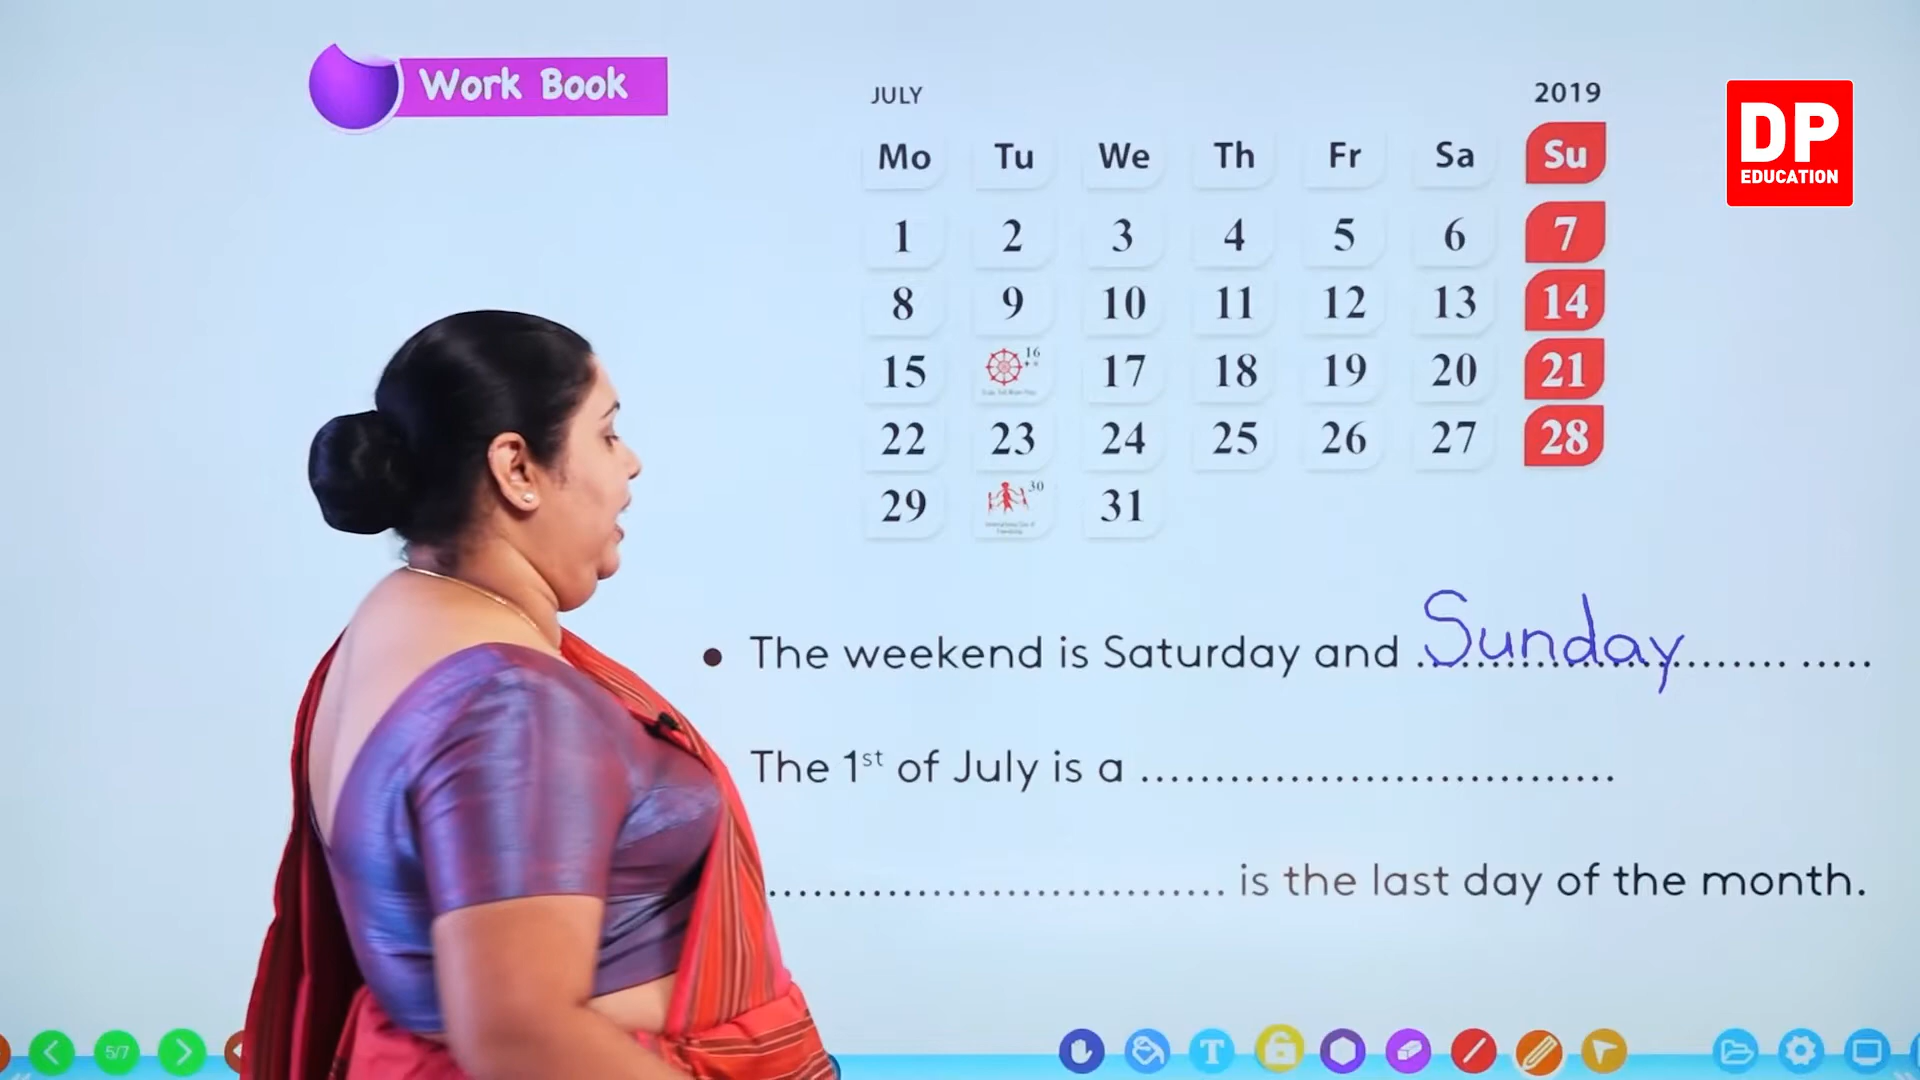 Work Book
JULY 2019
DP
EDUCATION
Mo Tu We Th Fr Sa Su
1 2 3 4 5 6 7
8 9 10 11 12 13 14
15 16 17 18 19 20 21
22 23 24 25 26 27 28
29 30 31
• The weekend is Saturday and Sunday
The 1st of July is a ................................
................................ is the last day of the month.
5/7
T